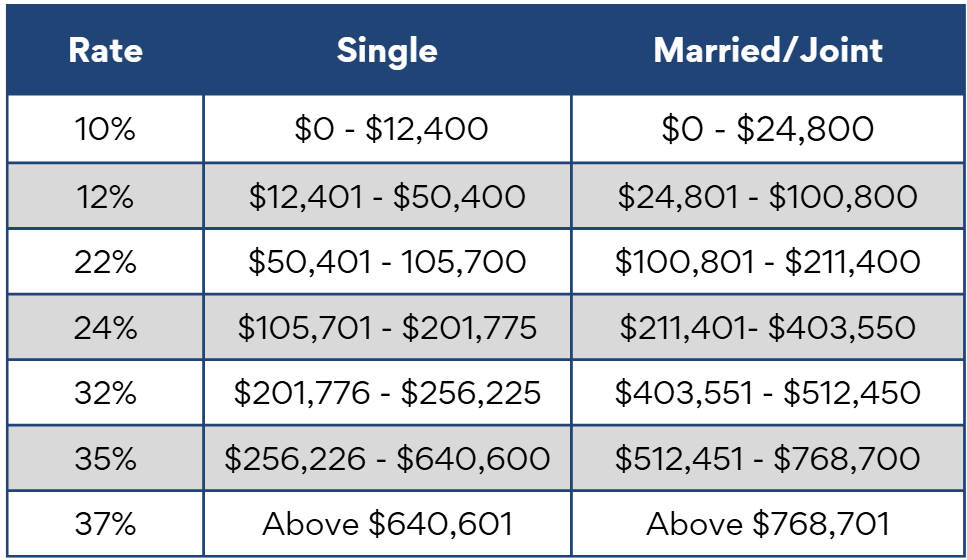 Rate Single Married/Joint
10% $0 - $12,400 $0 - $24,800
12% $12,401 - $50,400 $24,801 - $100,800
22% $50,401 - 105,700 $100,801 - $211,400
24% $105,701 - $201,775 $211,401- $403,550
32% $201,776 - $256,225 $403,551 - $512,450
35% $256,226 - $640,600 $512,451 - $768,700
37% Above $640,601 Above $768,701